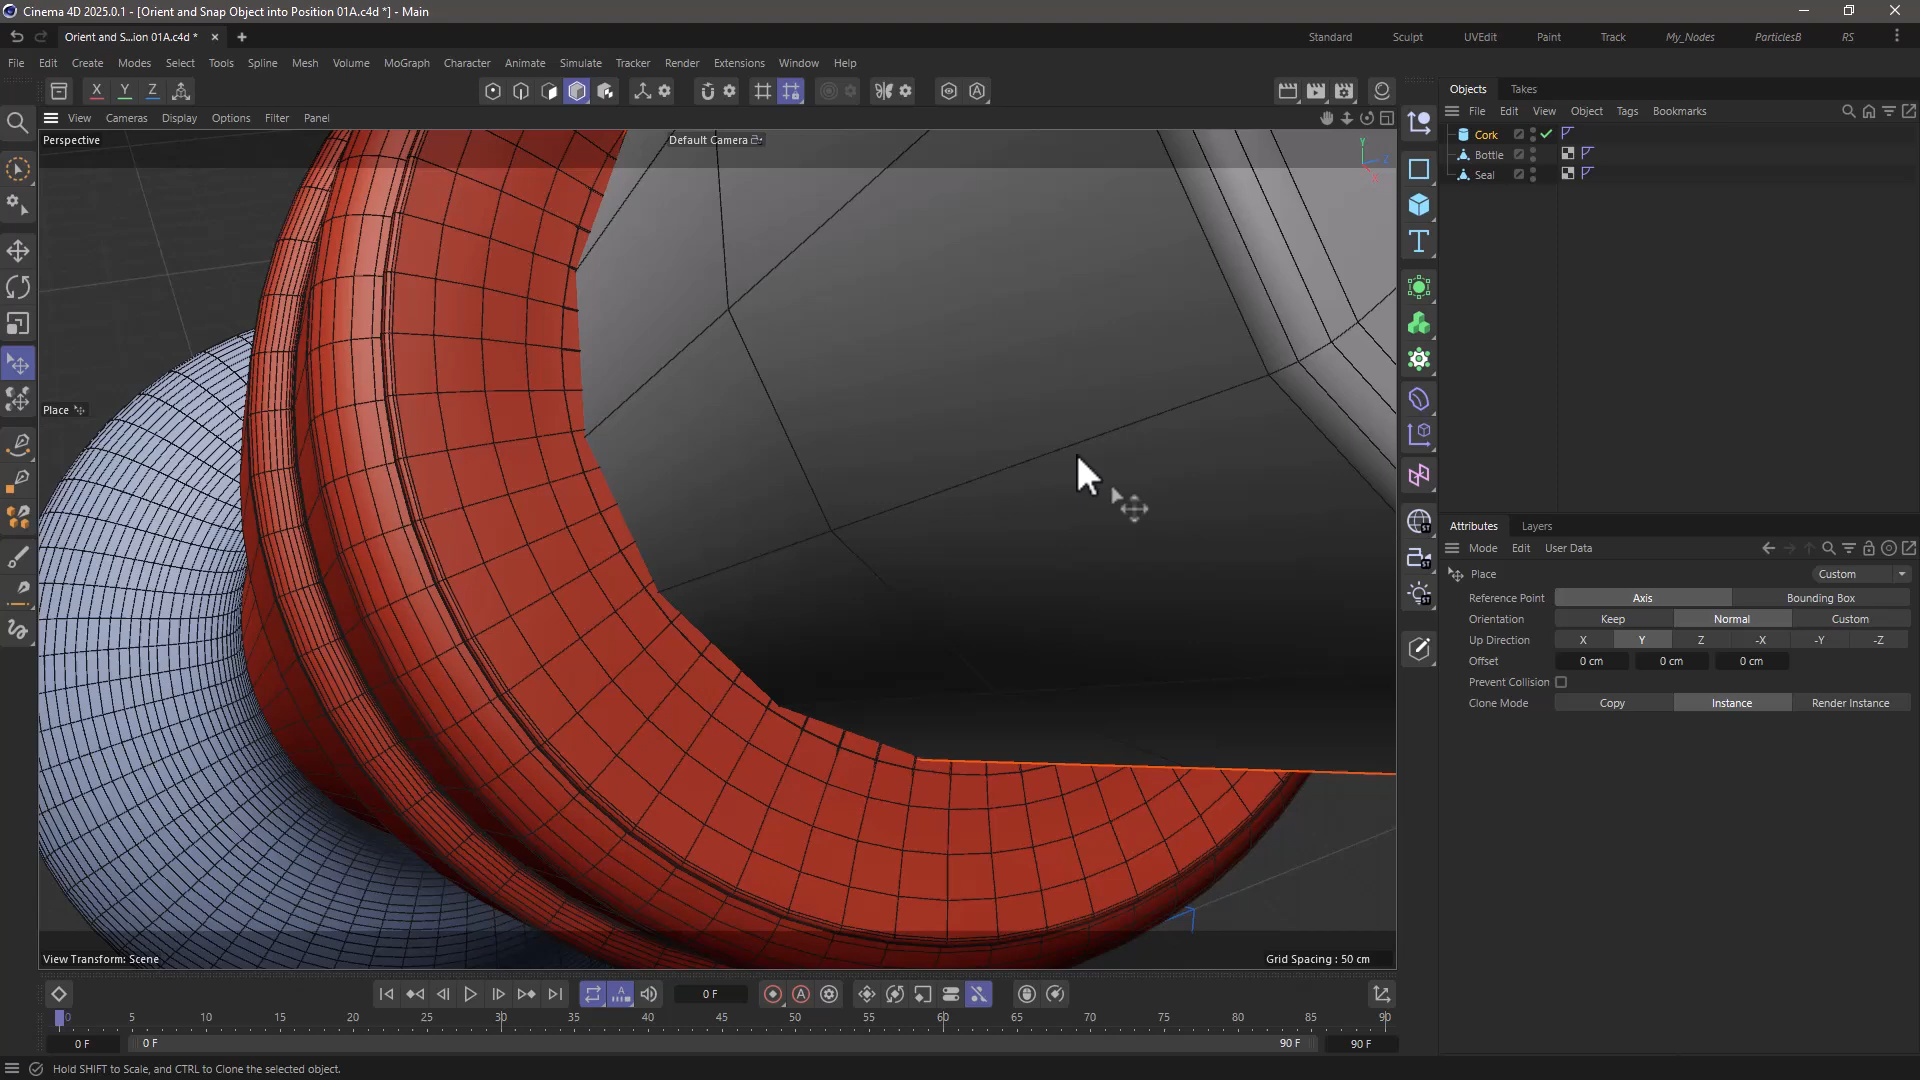 Cinema 4D 2025.0.1 - [Orient and Snap Object into Position 01A.c4d *] - Main
Orient and S...ion 01A.c4d *
Standard Sculpt UVEdit Paint Track My_Nodes ParticlesB RS
File Edit Create Modes Select Tools Spline Mesh Volume MoGraph Character Animate Simulate Tracker Render Extensions Window Help
X Y Z
Objects Takes
View Cameras Display Options Filter Panel
File Edit View Object Tags Bookmarks
Perspective
Default Camera
Y
Z
X
Cork
Bottle
Seal
Place
Attributes Layers
Mode Edit User Data
Place
Custom
Reference Point Axis Bounding Box
Orientation Keep Normal Custom
Up Direction X Y Z -X -Y -Z
Offset 0 cm 0 cm 0 cm
Prevent Collision
Clone Mode Copy Instance Render Instance
View Transform: Scene
Grid Spacing : 50 cm
0 F
0 5 10 15 20 25 30 35 40 45 50 55 60 65 70 75 80 85 90
0 F 0 F 90 F 90 F
Hold SHIFT to Scale, and CTRL to Clone the selected object.